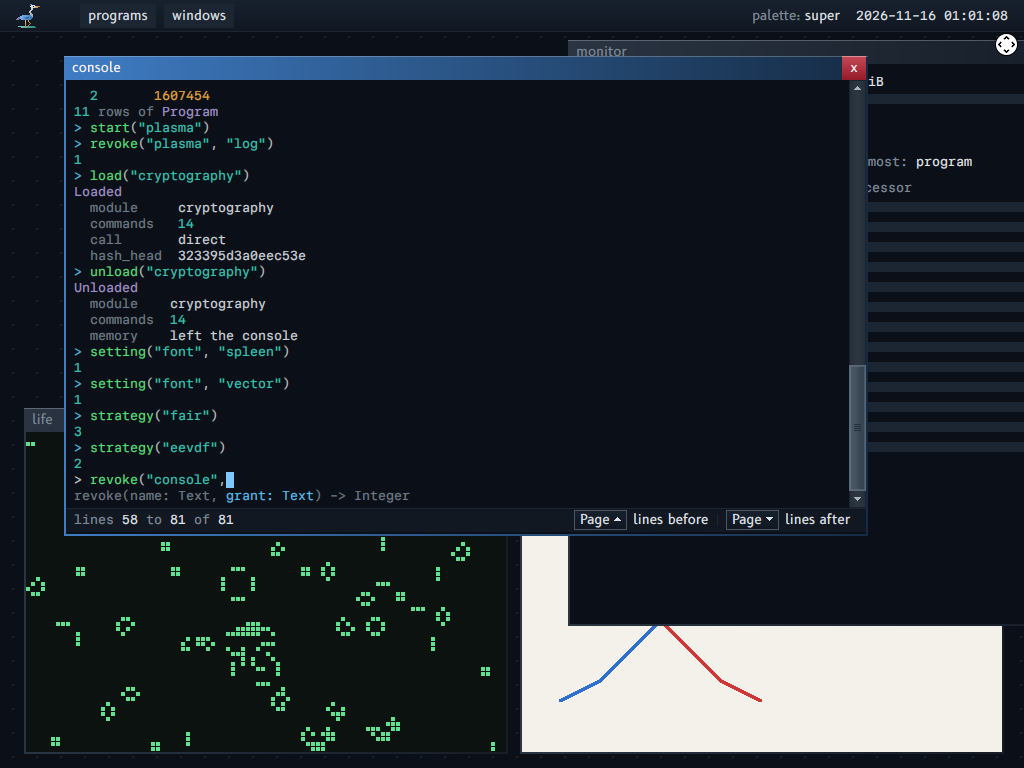 programs windows palette: super 2026-11-16 01:01:08
monitor
console x
iB
2 1607454
11 rows of Program
> start("plasma")
> revoke("plasma", "log")
1
> load("cryptography")
most: program
Loaded
cessor
module cryptography
commands 14
call direct
hash_head 323395d3a0eec53e
> unload("cryptography")
Unloaded
module cryptography
commands 14
memory left the console
> setting("font", "spleen")
1
> setting("font", "vector")
1
> strategy("fair")
3
> strategy("eevdf")
2
> revoke("console",
revoke(name: Text, grant: Text) -> Integer
lines 58 to 81 of 81 Page lines before Page lines after
life